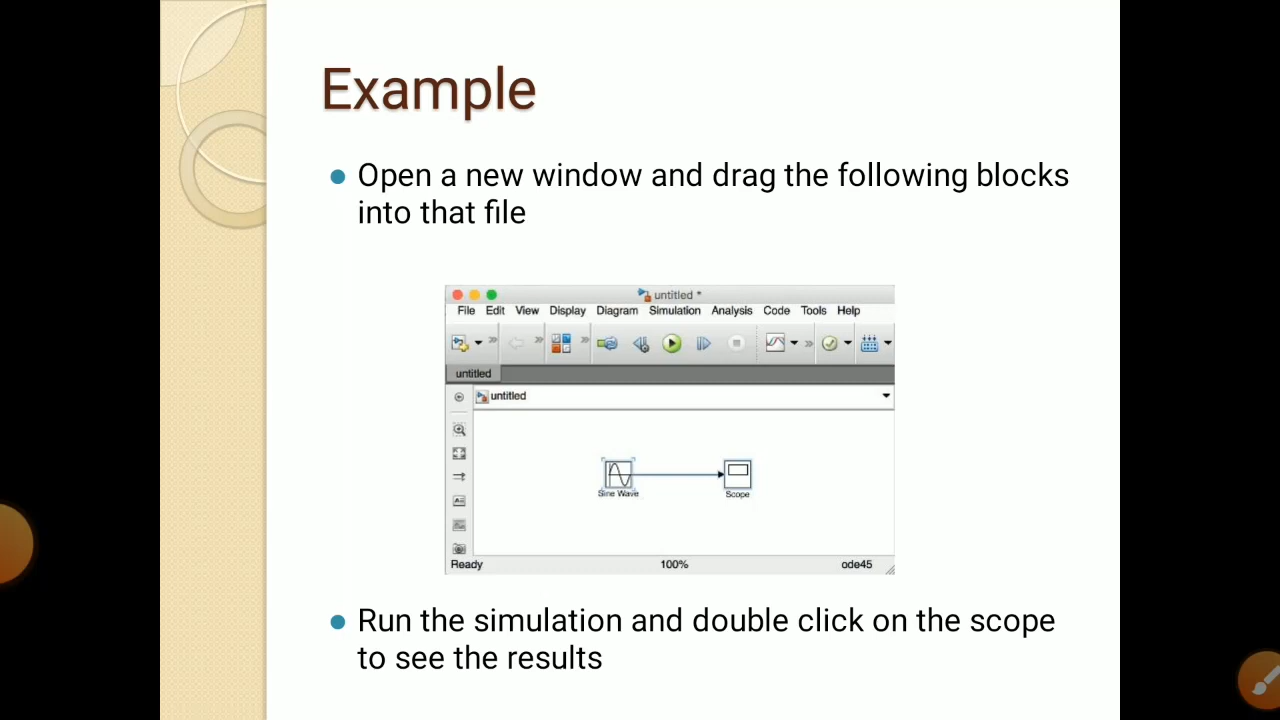 Example
Open a new window and drag the following blocks
into that file
untitled *
File Edit View Display Diagram Simulation Analysis Code Tools Help
untitled
untitled
Sine Wave
Scope
Ready 100% ode45
Run the simulation and double click on the scope
to see the results